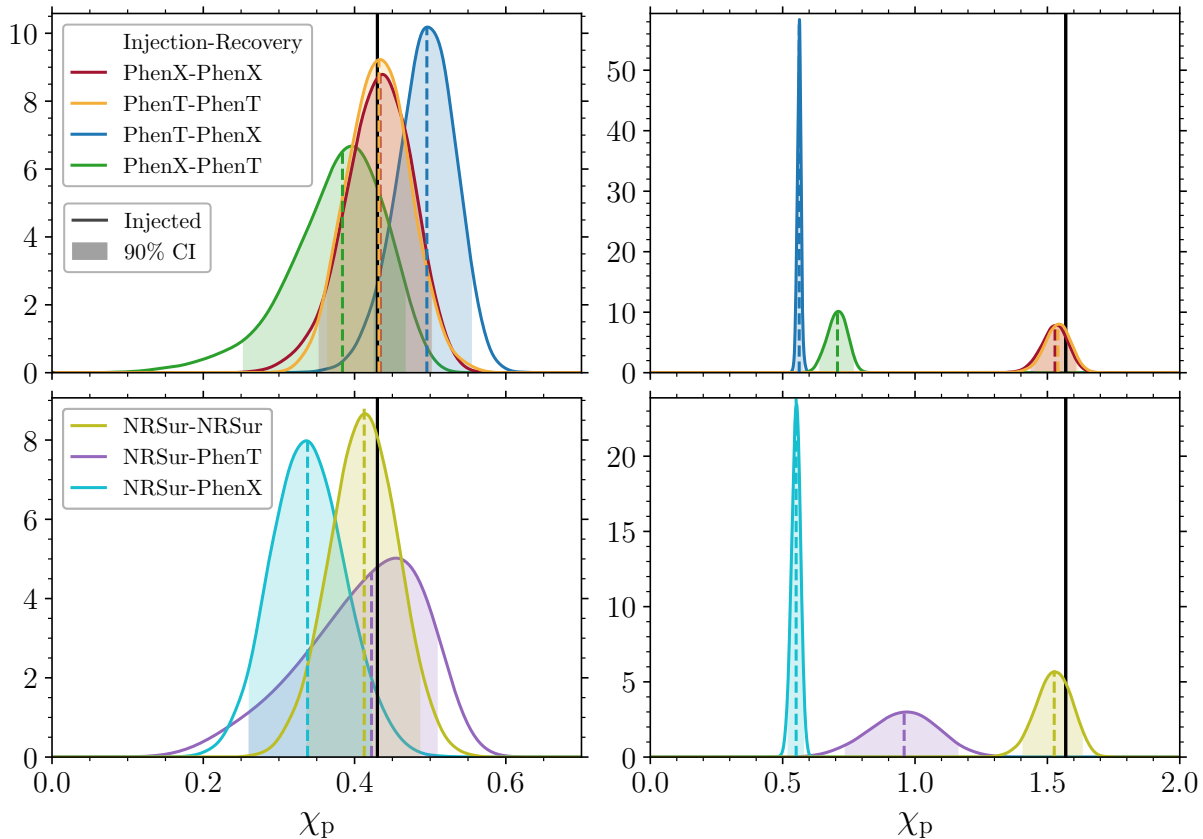 10
8
6
4
2
0
Injection-Recovery
PhenX-PhenX
PhenT-PhenT
PhenT-PhenX
PhenX-PhenT
Injected
90% CI
50
40
30
20
10
0
8
6
4
2
0
NRSur-NRSur
NRSur-PhenT
NRSur-PhenX
0.0 0.2 0.4 0.6
χp
20
15
10
5
0
0.0 0.5 1.0 1.5 2.0
χp